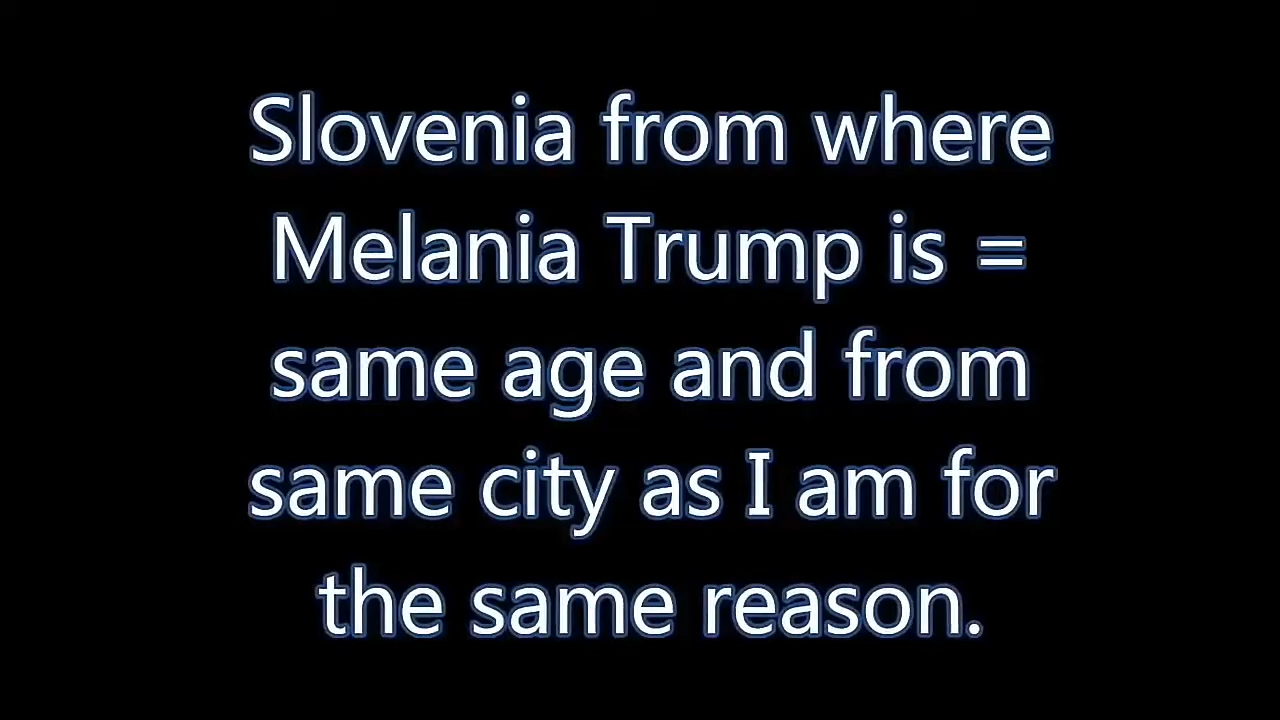 Slovenia from where
Melania Trump is =
same age and from
same city as I am for
the same reason.